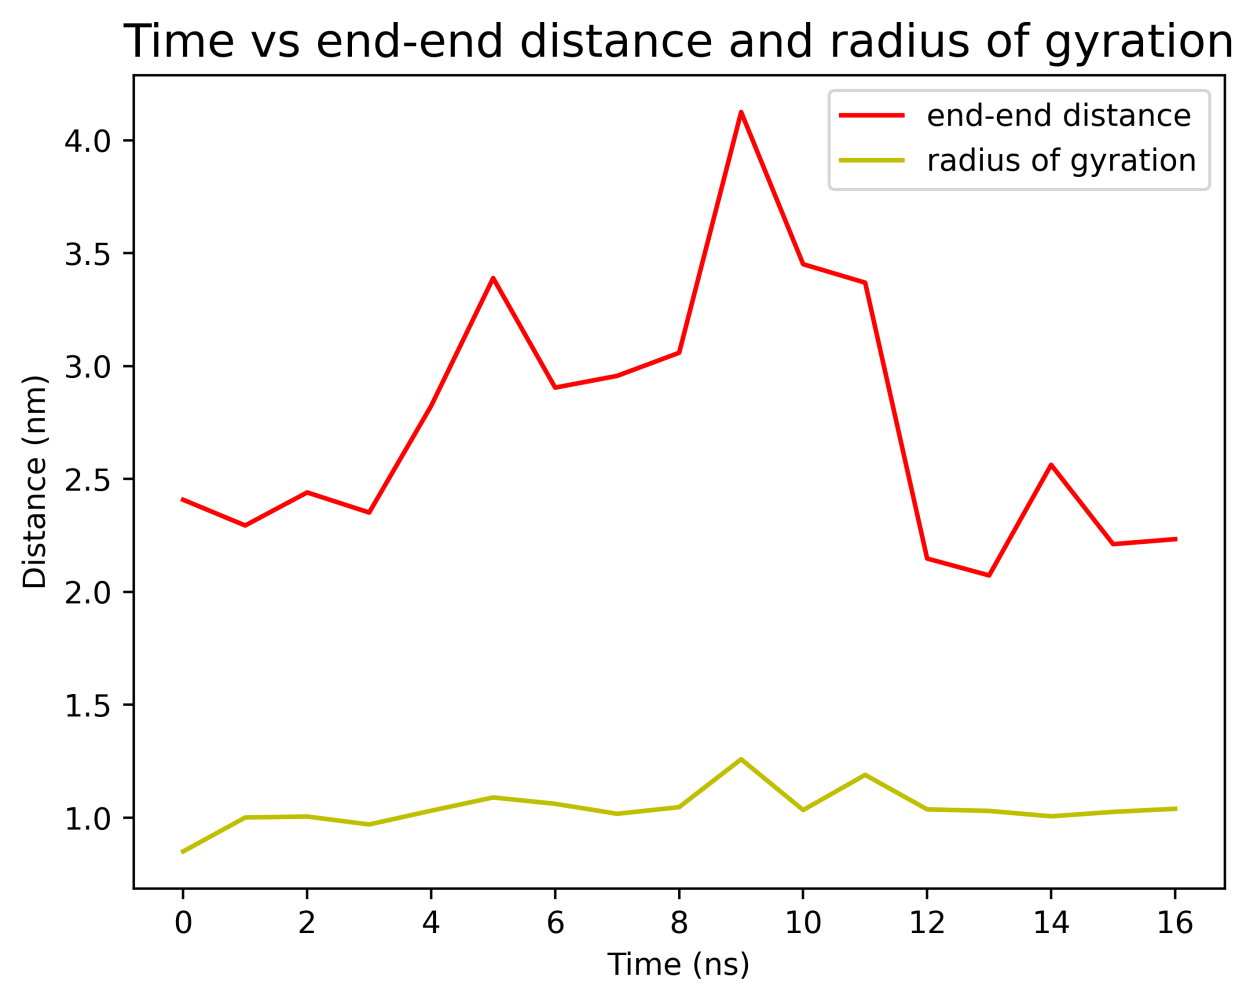 Time vs end-end distance and radius of gyration
end-end distance
radius of gyration
4.0
3.5
3.0
2.5
2.0
1.5
1.0
Distance (nm)
0 2 4 6 8 10 12 14 16
Time (ns)